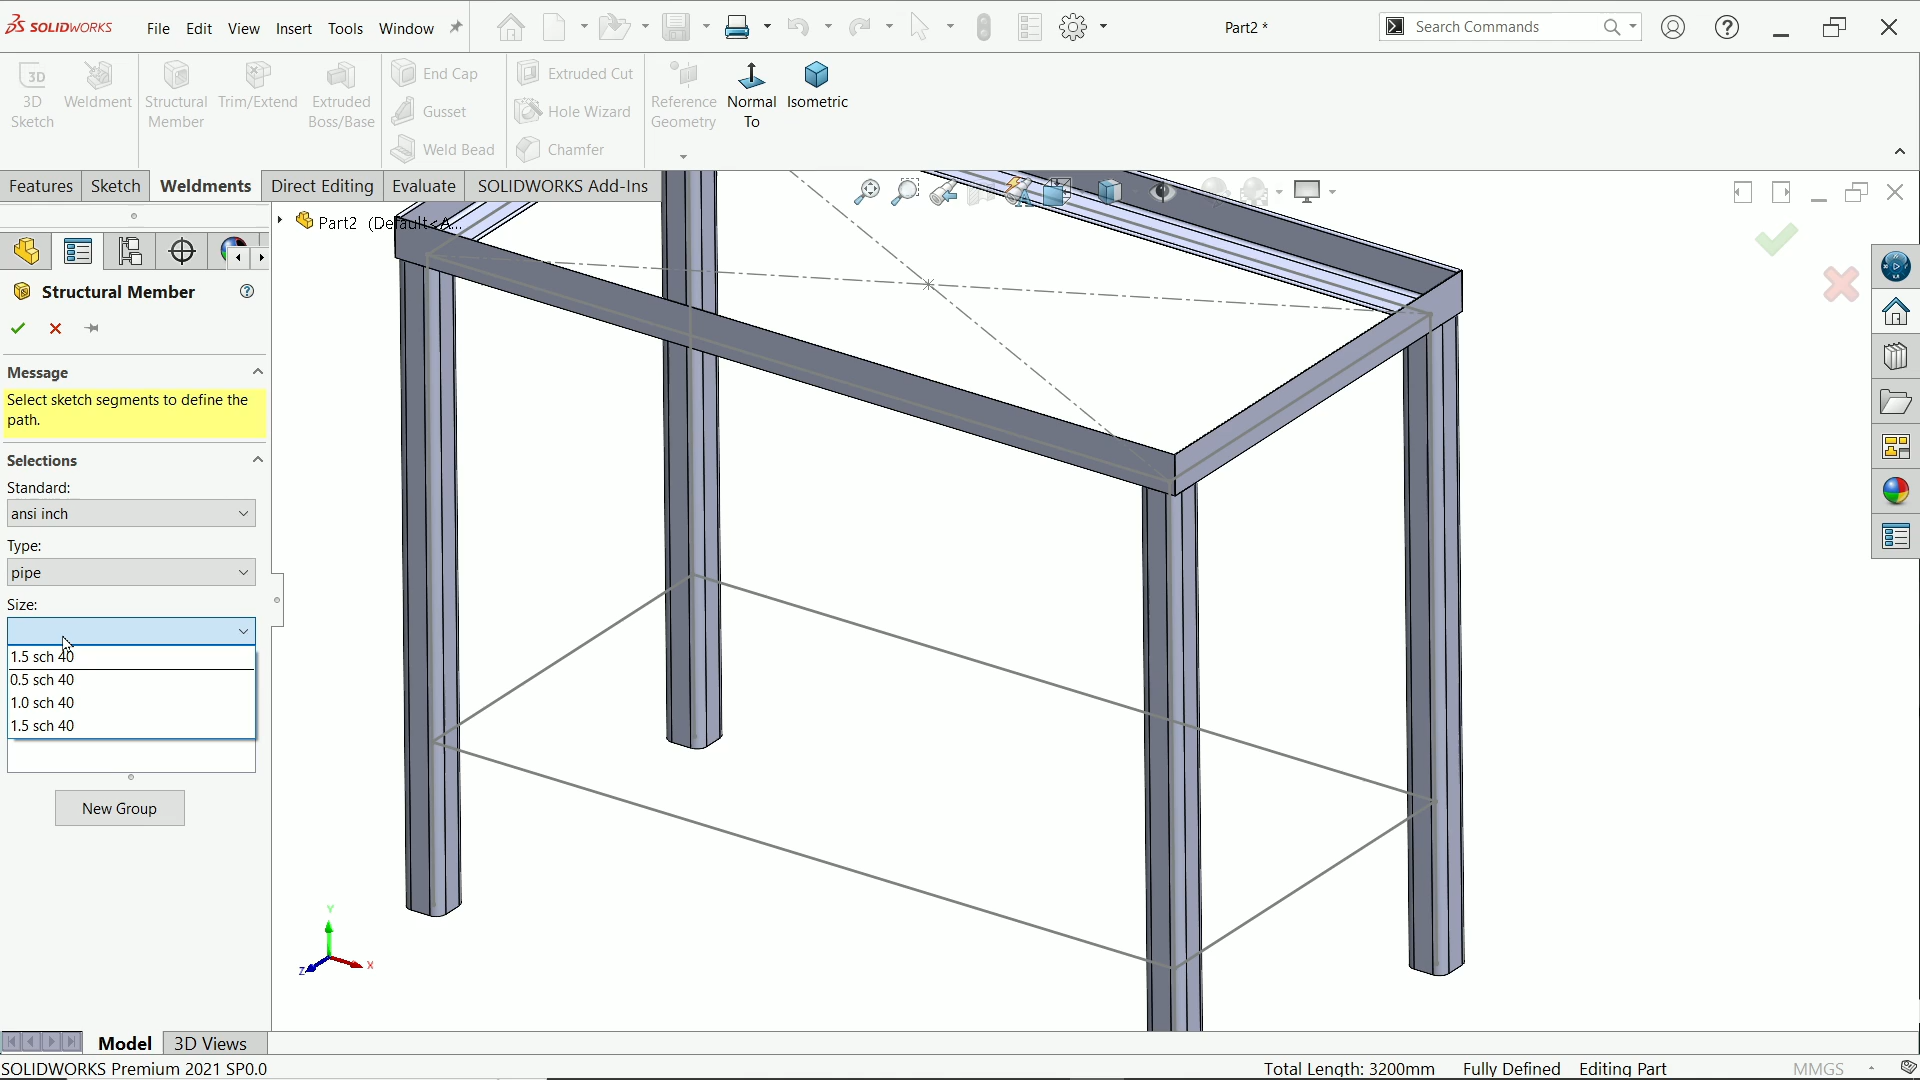 SOLIDWORKS File Edit View Insert Tools Window Part2 * Search Commands
3D Sketch
Weldment
Structural Member
Trim/Extend
Extruded Boss/Base
End Cap
Gusset
Weld Bead
Extruded Cut
Hole Wizard
Chamfer
Reference Geometry
Normal To
Isometric
Features Sketch Weldments Direct Editing Evaluate SOLIDWORKS Add-Ins
Part2 (Default<A...
Structural Member
Message
Select sketch segments to define the
path.
Selections
Standard:
ansi inch
Type:
pipe
Size:
1.5 sch 40
0.5 sch 40
1.0 sch 40
1.5 sch 40
New Group
Y
Z
X
Model 3D Views
SOLIDWORKS Premium 2021 SP0.0 Total Length: 3200mm Fully Defined Editing Part MMGS